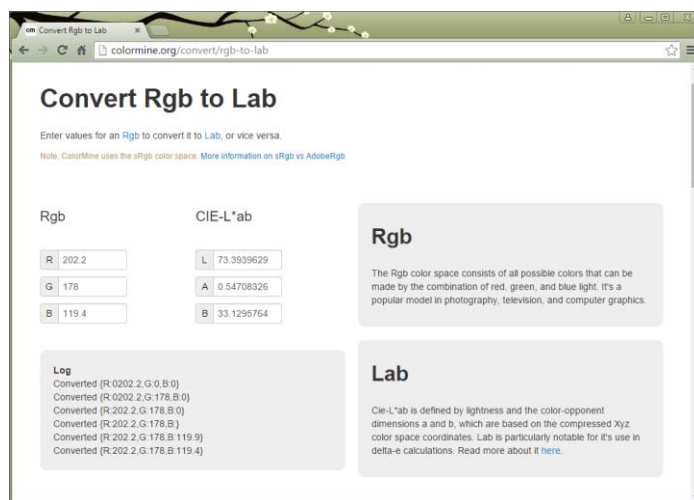 cm Convert Rgb to Lab
colormine.org/convert/rgb-to-lab
Convert Rgb to Lab
Enter values for an Rgb to convert it to Lab, or vice versa.
Note: ColorMine uses the sRgb color space. More information on sRgb vs AdobeRgb.
Rgb
CIE-L*ab
R 202.2
L 73.3939629
G 178
A 0.54708326
B 119.4
B 33.1295764
Log
Converted {R:0202.2,G:0,B:0}
Converted {R:0202.2,G:178,B:0}
Converted {R:202.2,G:178,B:0}
Converted {R:202.2,G:178,B:}
Converted {R:202.2,G:178,B:119.9}
Converted {R:202.2,G:178,B:119.4}
Rgb
The Rgb color space consists of all possible colors that can be
made by the combination of red, green, and blue light. It's a
popular model in photography, television, and computer graphics.
Lab
Cie-L*ab is defined by lightness and the color-opponent
dimensions a and b, which are based on the compressed Xyz
color space coordinates. Lab is particularly notable for it's use in
delta-e calculations. Read more about it here.